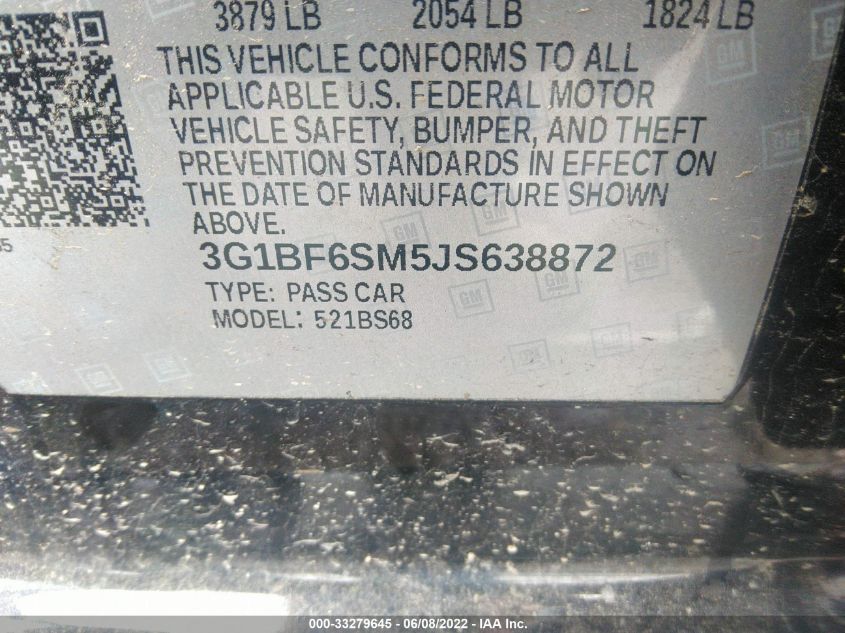 3879 LB 2054 LB 1824 LB
THIS VEHICLE CONFORMS TO ALL
APPLICABLE U.S. FEDERAL MOTOR
VEHICLE SAFETY, BUMPER, AND THEFT
PREVENTION STANDARDS IN EFFECT ON
THE DATE OF MANUFACTURE SHOWN
ABOVE.
3G1BF6SM5JS638872
TYPE: PASS CAR
MODEL: 521BS68
000-33279645 - 06/08/2022 - IAA Inc.